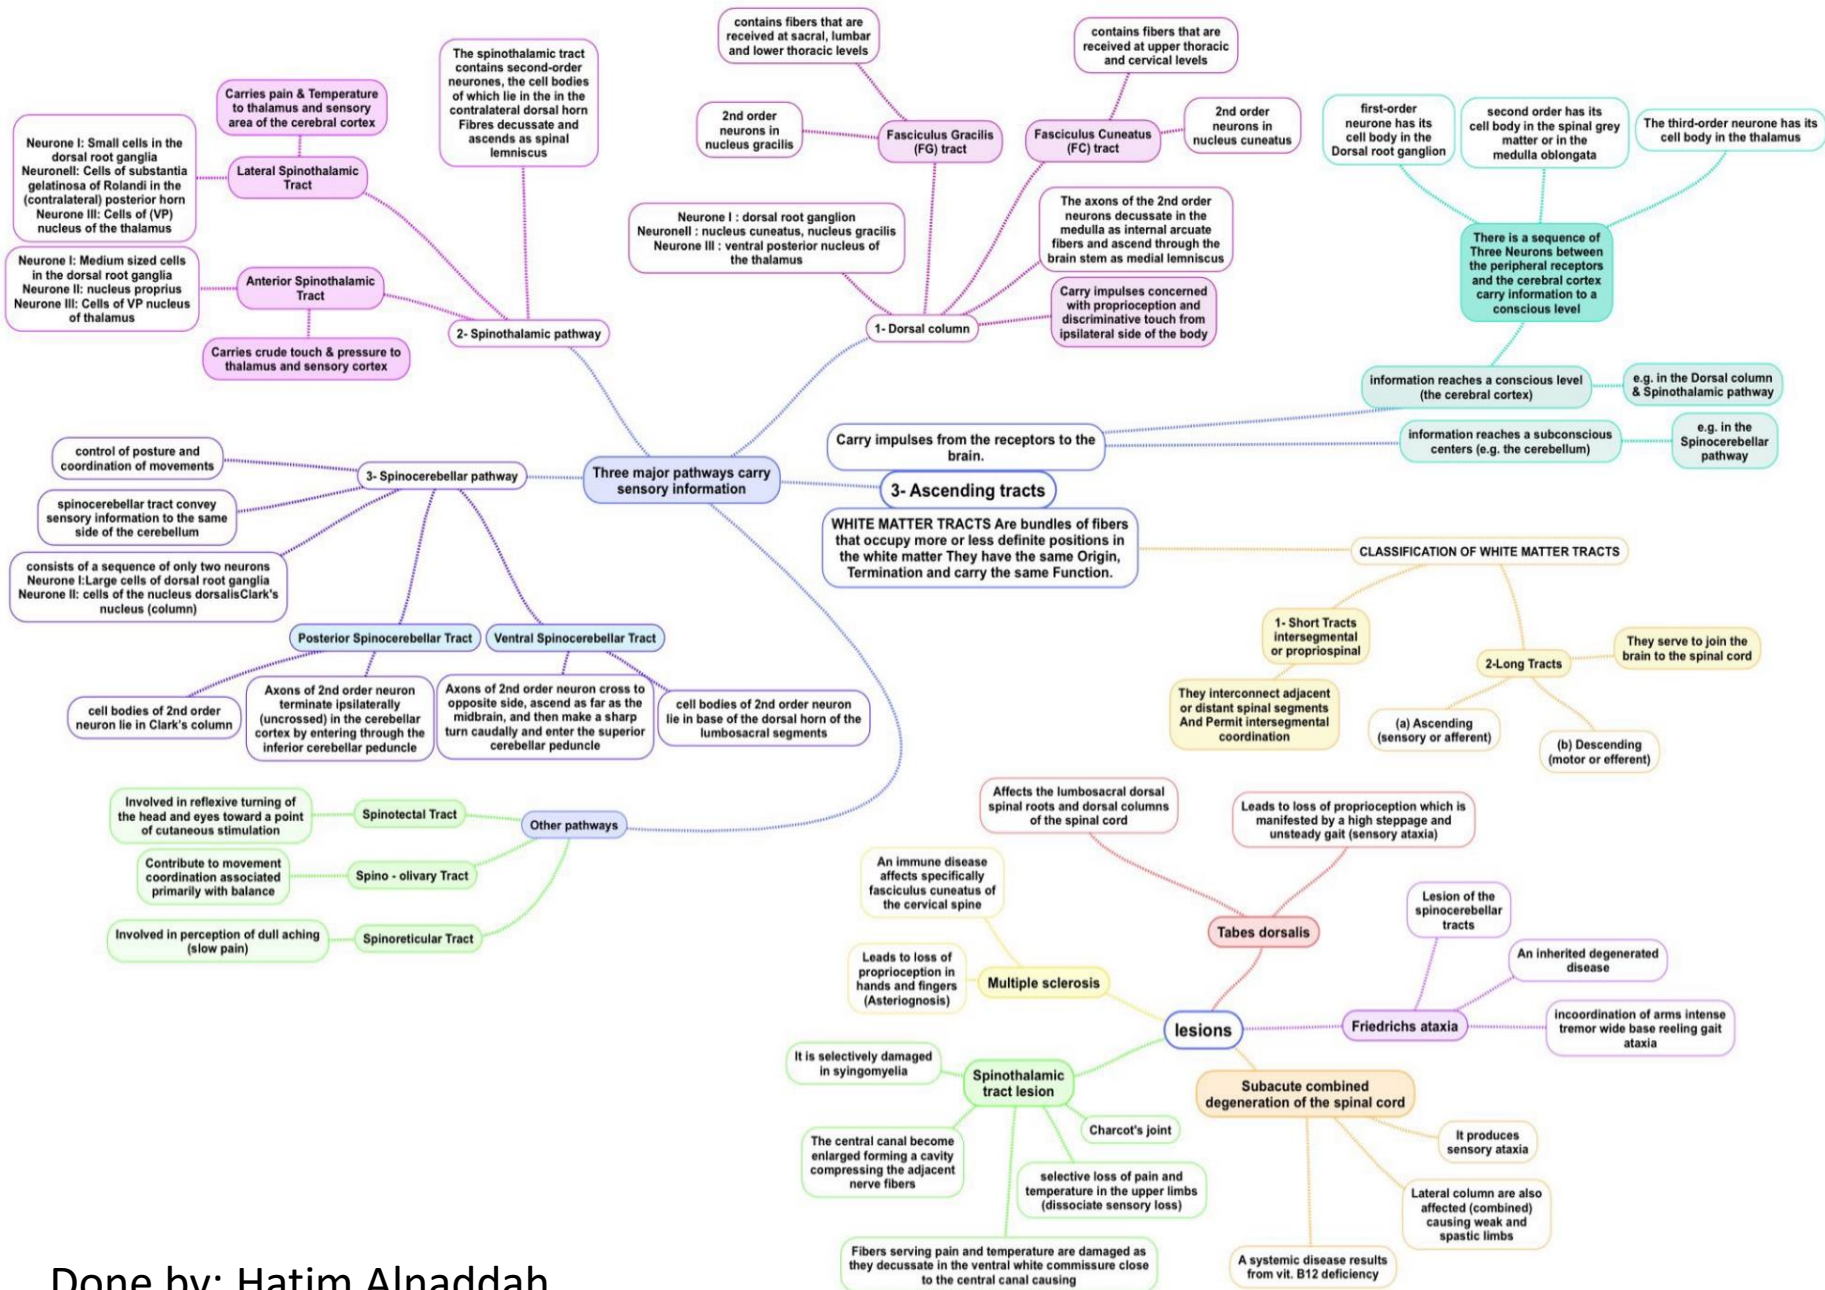 contains fibers that are
received at sacral, lumbar
and lower thoracic levels
contains fibers that are
received at upper thoracic
and cervical levels
The spinothalamic tract
contains second-order
neurones, the cell bodies
of which lie in the in the
contralateral dorsal horn
Fibres decussate and
ascends as spinal
lemniscus
Carries pain & Temperature
to thalamus and sensory
area of the cerebral cortex
Neurone I: Small cells in the
dorsal root ganglia
NeuroneII: Cells of substantia
gelatinosa of Rolandi in the
(contralateral) posterior horn
Neurone III: Cells of (VP)
nucleus of the thalamus
Lateral Spinothalamic
Tract
Neurone I: Medium sized cells
in the dorsal root ganglia
Neurone II: nucleus proprius
Neurone III: Cells of VP nucleus
of thalamus
Anterior Spinothalamic
Tract
Carries crude touch & pressure to
thalamus and sensory cortex
2- Spinothalamic pathway
2nd order
neurons in
nucleus gracilis
Fasciculus Gracilis
(FG) tract
Fasciculus Cuneatus
(FC) tract
2nd order
neurons in
nucleus cuneatus
Neurone I : dorsal root ganglion
NeuroneII : nucleus cuneatus, nucleus gracilis
Neurone III : ventral posterior nucleus of
the thalamus
The axons of the 2nd order
neurons decussate in the
medulla as internal arcuate
fibers and ascend through the
brain stem as medial lemniscus
Carry impulses concerned
with proprioception and
discriminative touch from
ipsilateral side of the body
1- Dorsal column
first-order
neurone has its
cell body in the
Dorsal root ganglion
second order has its
cell body in the spinal grey
matter or in the
medulla oblongata
The third-order neurone has its
cell body in the thalamus
There is a sequence of
Three Neurons between
the peripheral receptors
and the cerebral cortex
carry information to a
conscious level
information reaches a conscious level
(the cerebral cortex)
e.g. in the Dorsal column
& Spinothalamic pathway
information reaches a subconscious
centers (e.g. the cerebellum)
e.g. in the
Spinocerebellar
pathway
Carry impulses from the receptors to the
brain.
3- Ascending tracts
WHITE MATTER TRACTS Are bundles of fibers
that occupy more or less definite positions in
the white matter They have the same Origin,
Termination and carry the same Function.
Three major pathways carry
sensory information
control of posture and
coordination of movements
3- Spinocerebellar pathway
spinocerebellar tract convey
sensory information to the same
side of the cerebellum
consists of a sequence of only two neurons
Neurone I:Large cells of dorsal root ganglia
Neurone II: cells of the nucleus dorsalisClark's
nucleus (column)
Posterior Spinocerebellar Tract
Ventral Spinocerebellar Tract
cell bodies of 2nd order
neuron lie in Clark's column
Axons of 2nd order neuron
terminate ipsilaterally
(uncrossed) in the cerebellar
cortex by entering through the
inferior cerebellar peduncle
Axons of 2nd order neuron cross to
opposite side, ascend as far as the
midbrain, and then make a sharp
turn caudally and enter the superior
cerebellar peduncle
cell bodies of 2nd order neuron
lie in base of the dorsal horn of the
lumbosacral segments
CLASSIFICATION OF WHITE MATTER TRACTS
1- Short Tracts
intersegmental
or propriospinal
They interconnect adjacent
or distant spinal segments
And Permit intersegmental
coordination
2-Long Tracts
They serve to join the
brain to the spinal cord
(a) Ascending
(sensory or afferent)
(b) Descending
(motor or efferent)
Other pathways
Involved in reflexive turning of
the head and eyes toward a point
of cutaneous stimulation
Spinotectal Tract
Contribute to movement
coordination associated
primarily with balance
Spino - olivary Tract
Involved in perception of dull aching
(slow pain)
Spinoreticular Tract
Affects the lumbosacral dorsal
spinal roots and dorsal columns
of the spinal cord
Leads to loss of proprioception which is
manifested by a high steppage and
unsteady gait (sensory ataxia)
Tabes dorsalis
An immune disease
affects specifically
fasciculus cuneatus of
the cervical spine
Leads to loss of
proprioception in
hands and fingers
(Asteriognosis)
Multiple sclerosis
lesions
Lesion of the
spinocerebellar
tracts
An inherited degenerated
disease
Friedrichs ataxia
incoordination of arms intense
tremor wide base reeling gait
ataxia
It is selectively damaged
in syingomyelia
Spinothalamic
tract lesion
The central canal become
enlarged forming a cavity
compressing the adjacent
nerve fibers
Charcot's joint
selective loss of pain and
temperature in the upper limbs
(dissociate sensory loss)
Fibers serving pain and temperature are damaged as
they decussate in the ventral white commissure close
to the central canal causing
Subacute combined
degeneration of the spinal cord
It produces
sensory ataxia
Lateral column are also
affected (combined)
causing weak and
spastic limbs
A systemic disease results
from vit. B12 deficiency
Done by: Hatim Alnaddah